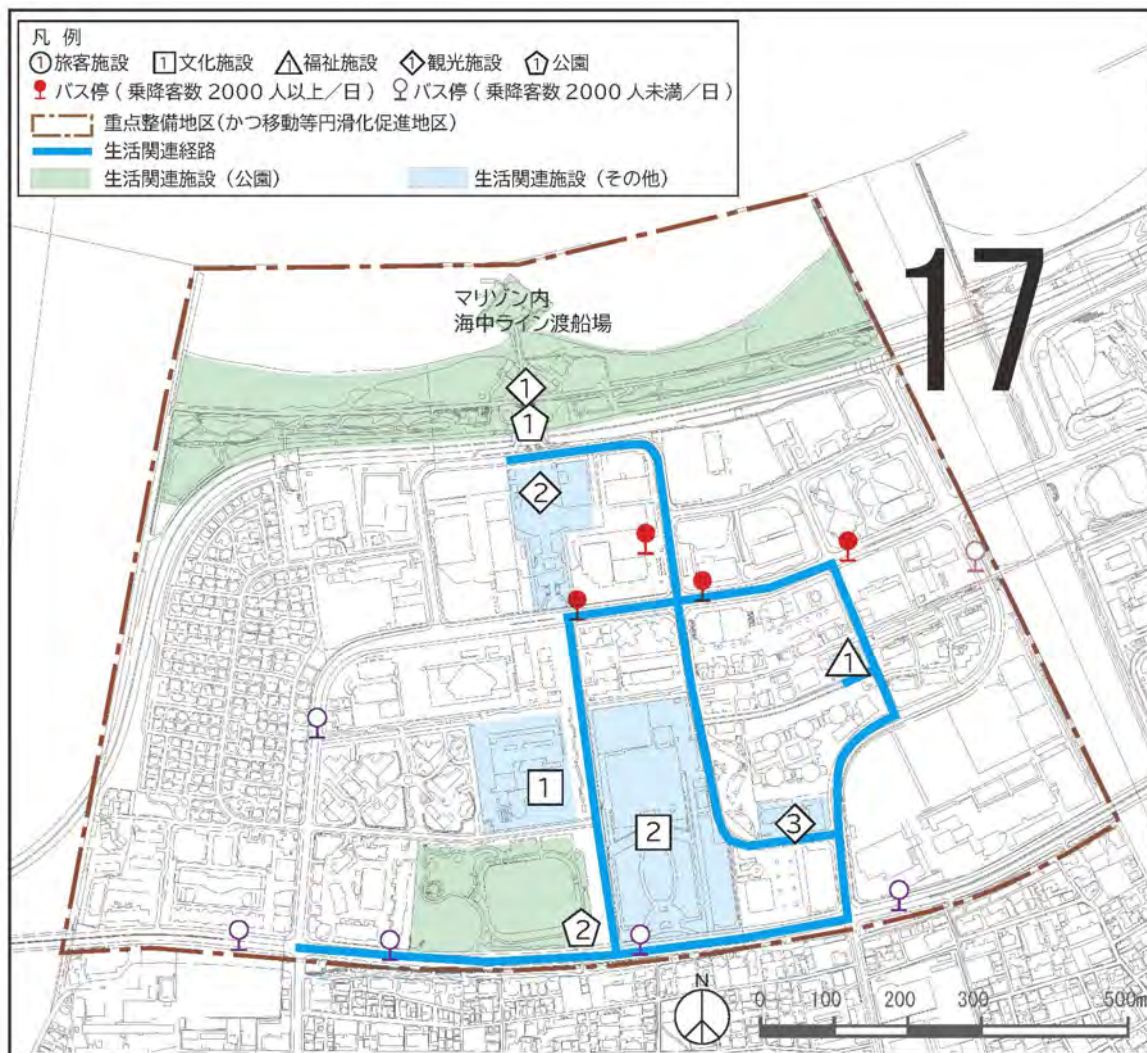 凡 例
①旅客施設 1文化施設 1福祉施設 1観光施設 1公園
バス停 ( 乗降客数 2000 人以上／日 ) バス停 ( 乗降客数 2000 人未満／日 )
重点整備地区(かつ移動等円滑化促進地区)
生活関連経路
生活関連施設（公園） 生活関連施設（その他）
17
マリゾン内
海中ライン渡船場
1
1
2
1
1
2
3
2
N
0 100 200 300 500m